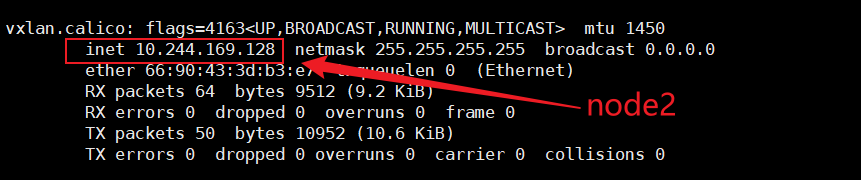 vxlan.calico: flags=4163<UP,BROADCAST,RUNNING,MULTICAST>  mtu 1450
inet 10.244.169.128  netmask 255.255.255.255  broadcast 0.0.0.0
ether 66:90:43:3d:b3:e7  txqueuelen 0  (Ethernet)
RX packets 64  bytes 9512 (9.2 KiB)
RX errors 0  dropped 0  overruns 0  frame 0
node2
TX packets 50  bytes 10952 (10.6 KiB)
TX errors 0  dropped 0 overruns 0  carrier 0  collisions 0